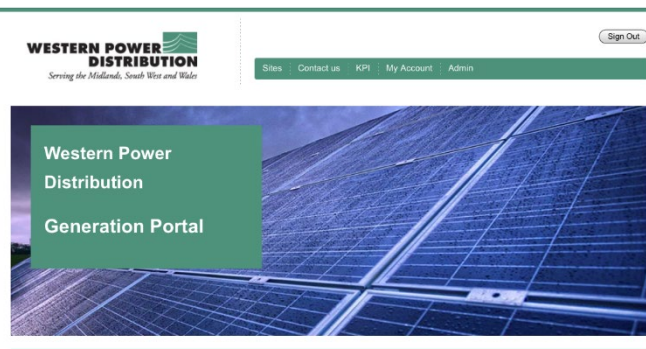 Sign Out
WESTERN POWER
DISTRIBUTION
Serving the Midlands, South West and Wales
Sites Contact us KPI My Account Admin
Western Power
Distribution
Generation Portal